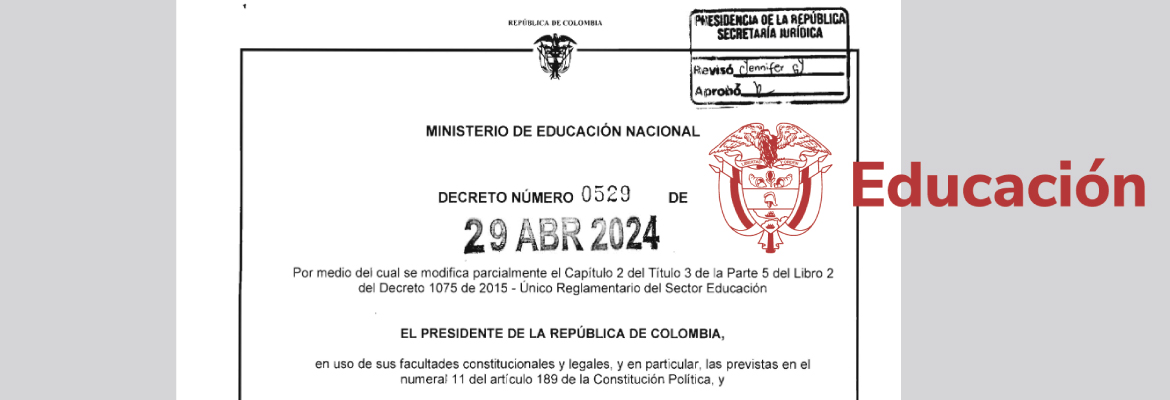 REPÚBLICA DE COLOMBIA
PRESIDENCIA DE LA REPÚBLICA
SECRETARÍA JURÍDICA
Revisó Jennifer
Aprobó
MINISTERIO DE EDUCACIÓN NACIONAL
DECRETO NÚMERO 0529 DE
29 ABR 2024
Educación
Por medio del cual se modifica parcialmente el Capítulo 2 del Título 3 de la Parte 5 del Libro 2
del Decreto 1075 de 2015 - Único Reglamentario del Sector Educación
EL PRESIDENTE DE LA REPÚBLICA DE COLOMBIA,
en uso de sus facultades constitucionales y legales, y en particular, las previstas en el
numeral 11 del artículo 189 de la Constitución Política, y